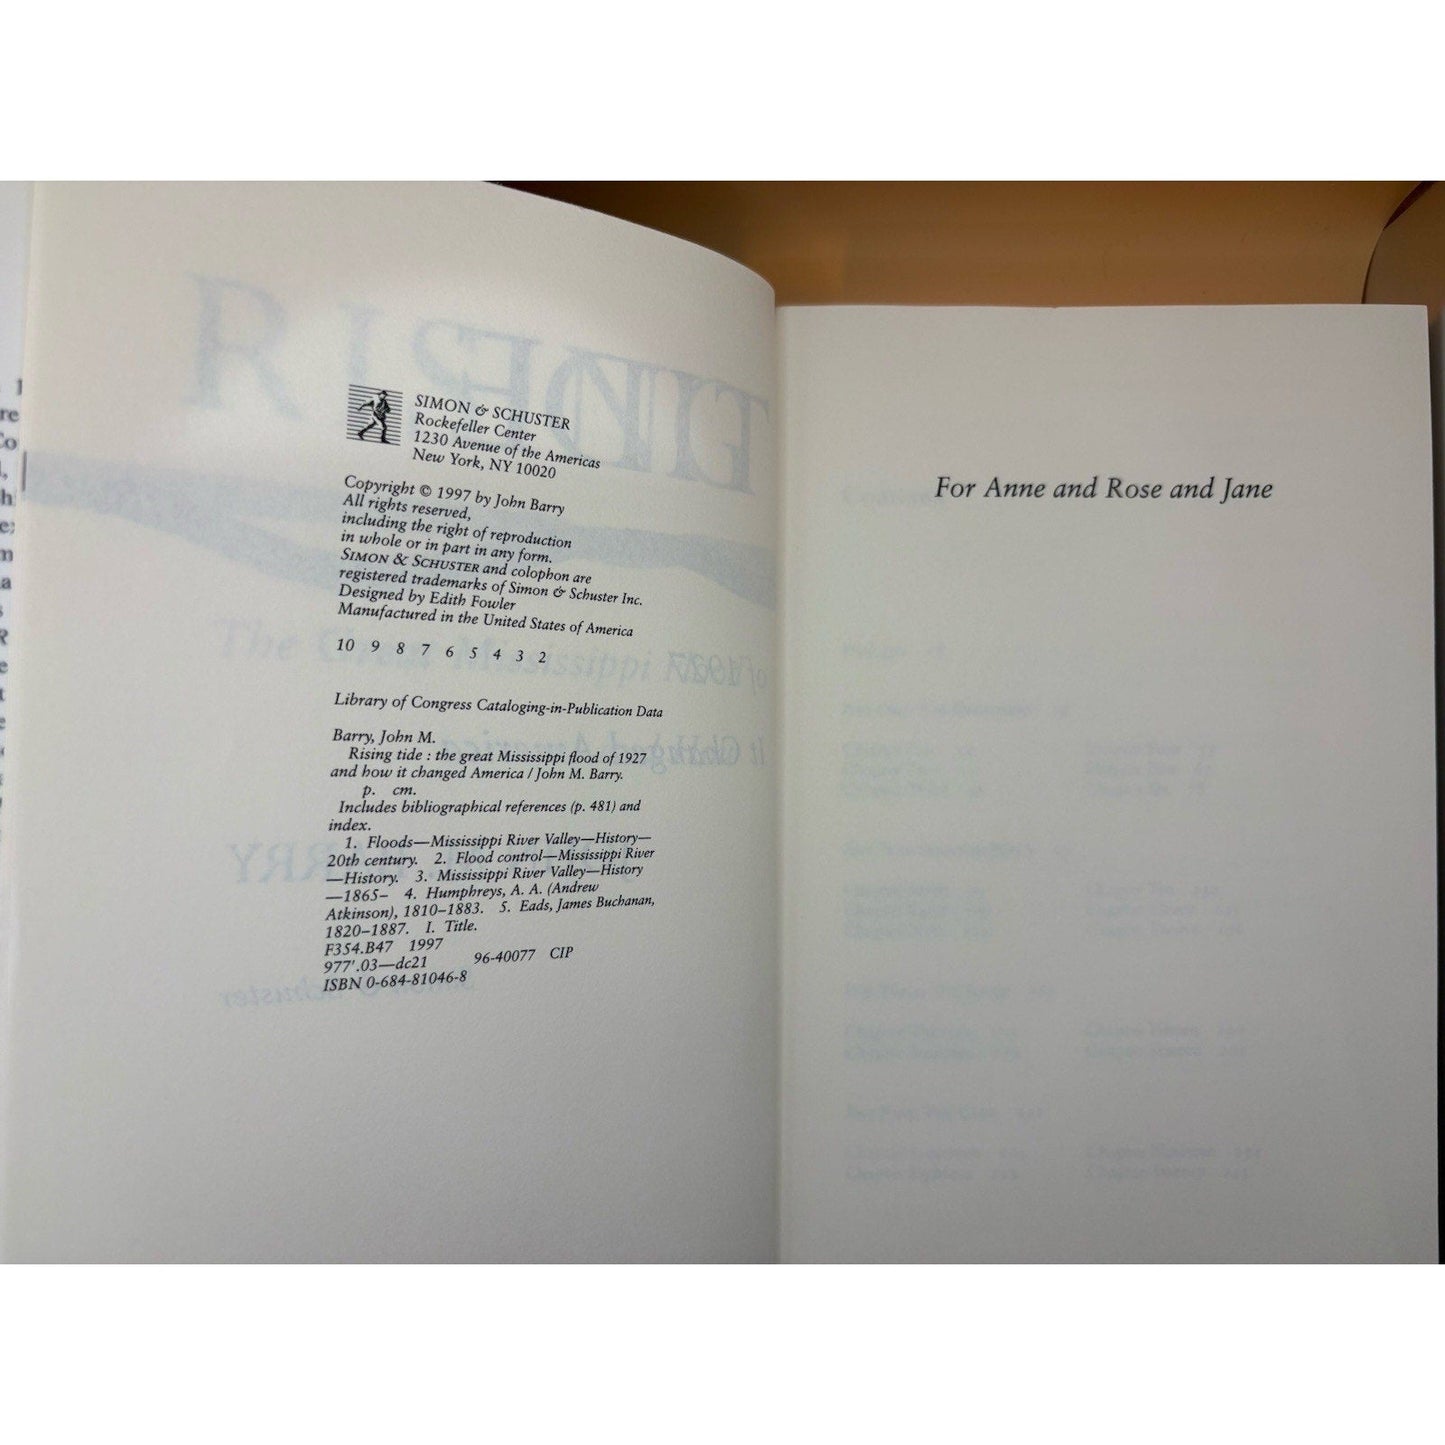 SIMON & SCHUSTER
Rockefeller Center
1230 Avenue of the Americas
New York, NY 10020
Copyright © 1997 by John Barry
All rights reserved,
including the right of reproduction
in whole or in part in any form.
SIMON & SCHUSTER and colophon are
registered trademarks of Simon & Schuster Inc.
Designed by Edith Fowler
Manufactured in the United States of America
10 9 8 7 6 5 4 3 2
Library of Congress Cataloging-in-Publication Data
Barry, John M.
Rising tide : the great Mississippi flood of 1927
and how it changed America / John M. Barry.
p. cm.
Includes bibliographical references (p. 481) and
index.
1. Floods—Mississippi River Valley—History—
20th century. 2. Flood control—Mississippi River
—History. 3. Mississippi River Valley—History
—1865– 4. Humphreys, A. A. (Andrew
Atkinson), 1810–1883. 5. Eads, James Buchanan,
1820–1887. I. Title.
F354.B47 1997
977'.03—dc21 96-40077 CIP
ISBN 0-684-81046-8
For Anne and Rose and Jane